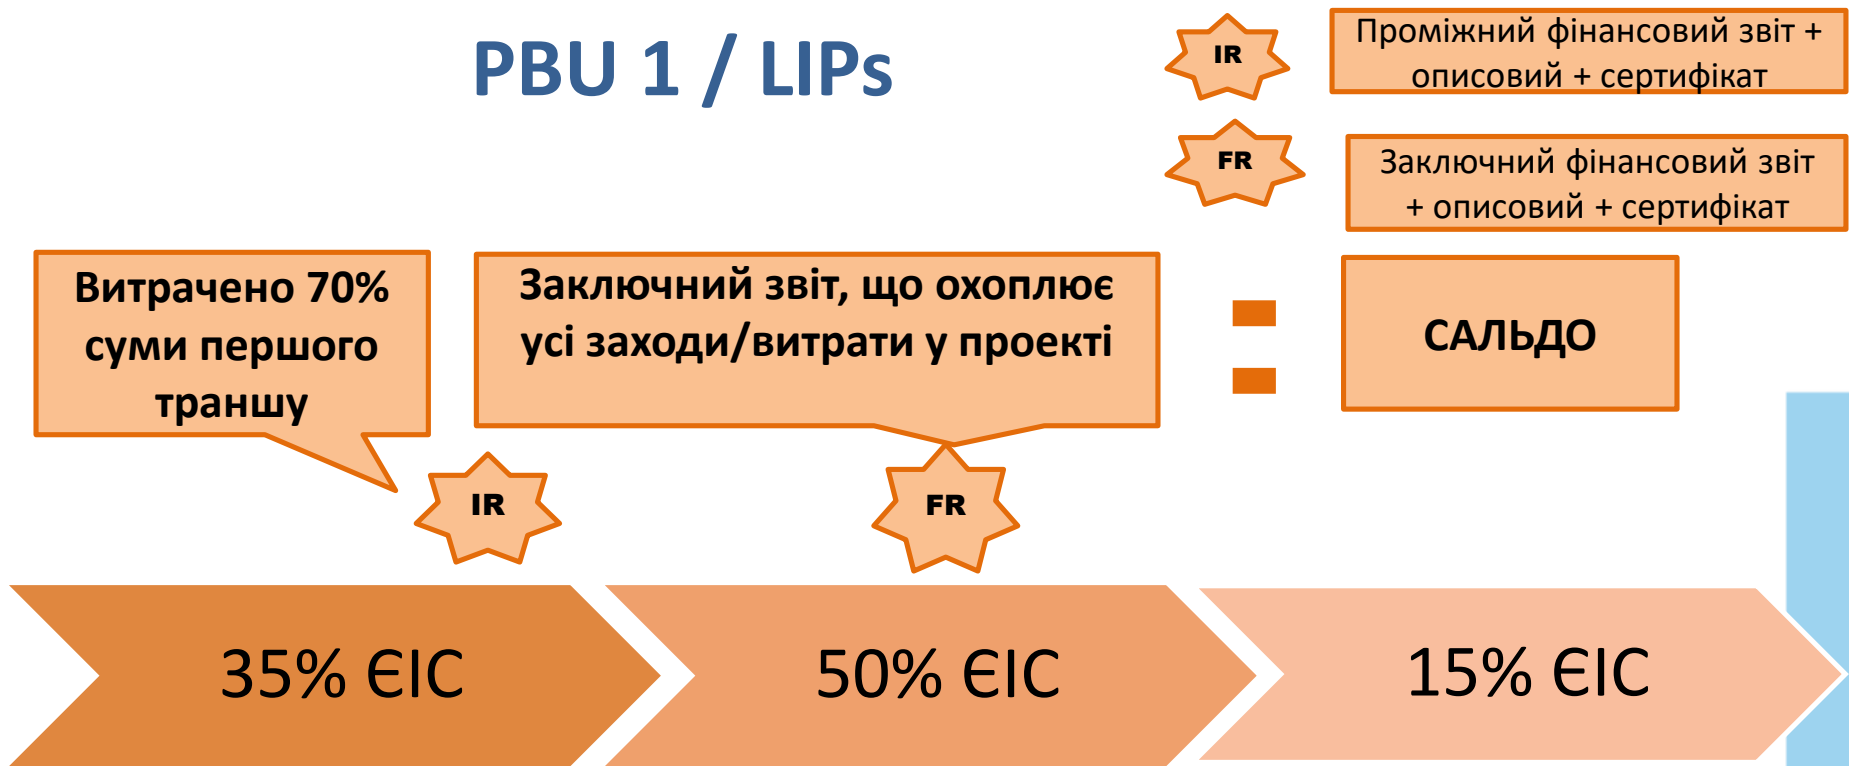 PBU 1 / LIPs
IR
Проміжний фінансовий звіт +
описовий + сертифікат
FR
Заключний фінансовий звіт
+ описовий + сертифікат
Витрачено 70%
суми першого
траншу
Заключний звіт, що охоплює
усі заходи/витрати у проекті
САЛЬДО
IR
FR
35% ЄІС
50% ЄІС
15% ЄІС